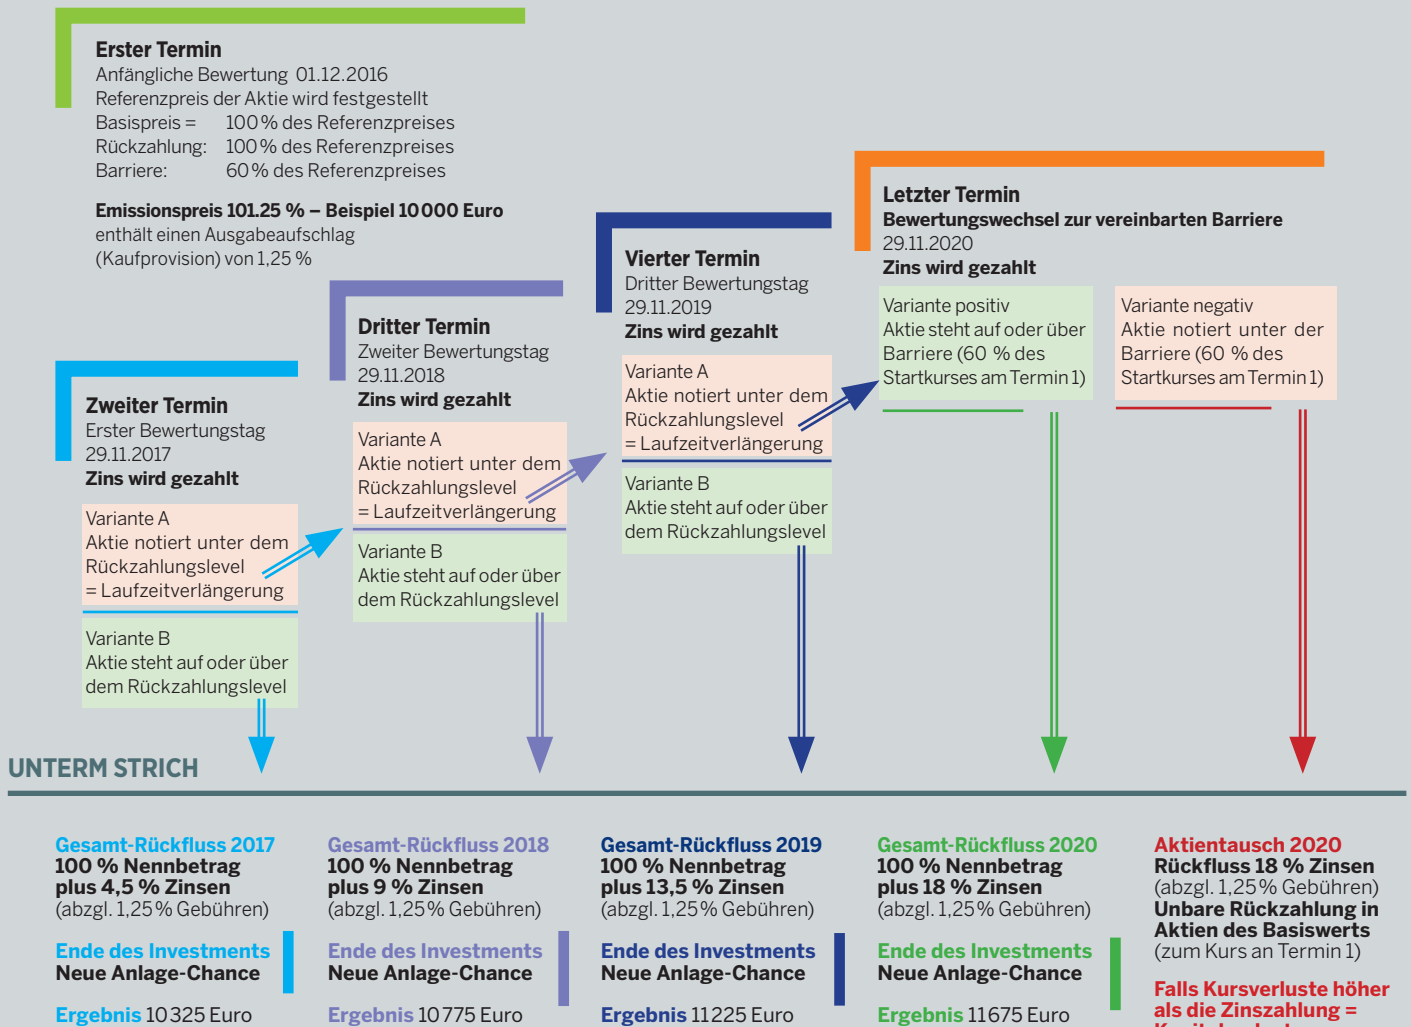 Erster Termin
Anfängliche Bewertung 01.12.2016
Referenzpreis der Aktie wird festgestellt
Basispreis = 100 % des Referenzpreises
Rückzahlung: 100 % des Referenzpreises
Barriere: 60 % des Referenzpreises
Emissionspreis 101.25 % – Beispiel 10 000 Euro
enthält einen Ausgabeaufschlag
(Kaufprovision) von 1,25 %
Zweiter Termin
Erster Bewertungstag
29.11.2017
Zins wird gezahlt
Variante A
Aktie notiert unter dem
Rückzahlungslevel
= Laufzeitverlängerung
Variante B
Aktie steht auf oder über
dem Rückzahlungslevel
Dritter Termin
Zweiter Bewertungstag
29.11.2018
Zins wird gezahlt
Variante A
Aktie notiert unter dem
Rückzahlungslevel
= Laufzeitverlängerung
Variante B
Aktie steht auf oder über
dem Rückzahlungslevel
Vierter Termin
Dritter Bewertungstag
29.11.2019
Zins wird gezahlt
Variante A
Aktie notiert unter dem
Rückzahlungslevel
= Laufzeitverlängerung
Variante B
Aktie steht auf oder über
dem Rückzahlungslevel
Letzter Termin
Bewertungswechsel zur vereinbarten Barriere
29.11.2020
Zins wird gezahlt
Variante positiv
Aktie steht auf oder über
Barriere (60 % des
Startkurses am Termin 1)
Variante negativ
Aktie notiert unter der
Barriere (60 % des
Startkurses am Termin 1)
UNTERM STRICH
Gesamt-Rückfluss 2017
100 % Nennbetrag
plus 4,5 % Zinsen
(abzgl. 1,25 % Gebühren)
Ende des Investments
Neue Anlage-Chance
Ergebnis 10 325 Euro
Gesamt-Rückfluss 2018
100 % Nennbetrag
plus 9 % Zinsen
(abzgl. 1,25 % Gebühren)
Ende des Investments
Neue Anlage-Chance
Ergebnis 10 775 Euro
Gesamt-Rückfluss 2019
100 % Nennbetrag
plus 13,5 % Zinsen
(abzgl. 1,25 % Gebühren)
Ende des Investments
Neue Anlage-Chance
Ergebnis 11 225 Euro
Gesamt-Rückfluss 2020
100 % Nennbetrag
plus 18 % Zinsen
(abzgl. 1,25 % Gebühren)
Ende des Investments
Neue Anlage-Chance
Ergebnis 11 675 Euro
Aktientausch 2020
Rückfluss 18 % Zinsen
(abzgl. 1,25 % Gebühren)
Unbare Rückzahlung in
Aktien des Basiswerts
(zum Kurs an Termin 1)
Falls Kursverluste höher
als die Zinszahlung =